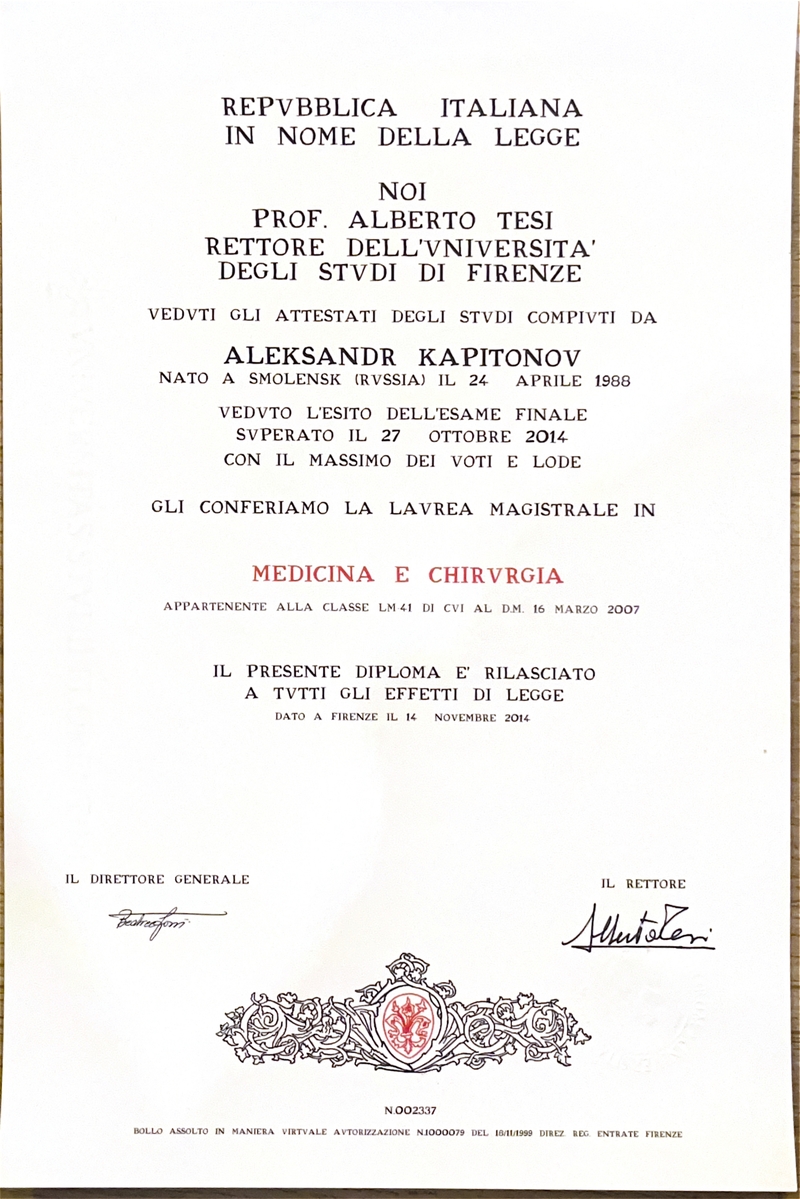 REPVBBLICA ITALIANA
IN NOME DELLA LEGGE
NOI
PROF. ALBERTO TESI
RETTORE DELL'VNIVERSITA'
DEGLI STVDI DI FIRENZE
VEDVTI GLI ATTESTATI DEGLI STVDI COMPIVTI DA
ALEKSANDR KAPITONOV
NATO A SMOLENSK (RVSSIA) IL 24 APRILE 1988
VEDVTO L'ESITO DELL'ESAME FINALE
SVPERATO IL 27 OTTOBRE 2014
CON IL MASSIMO DEI VOTI E LODE
GLI CONFERIAMO LA LAVREA MAGISTRALE IN
MEDICINA E CHIRVRGIA
APPARTENENTE ALLA CLASSE LM-41 DI CVI AL D.M. 16 MARZO 2007
IL PRESENTE DIPLOMA E' RILASCIATO
A TVTTI GLI EFFETTI DI LEGGE
DATO A FIRENZE IL 14 NOVEMBRE 2014
IL DIRETTORE GENERALE
IL RETTORE
Alberto Tesi
N.002337
BOLLO ASSOLTO IN MANIERA VIRTVALE AVTORIZZAZIONE N.1000079 DEL 18/11/1999 DIREZ. REG. ENTRATE FIRENZE